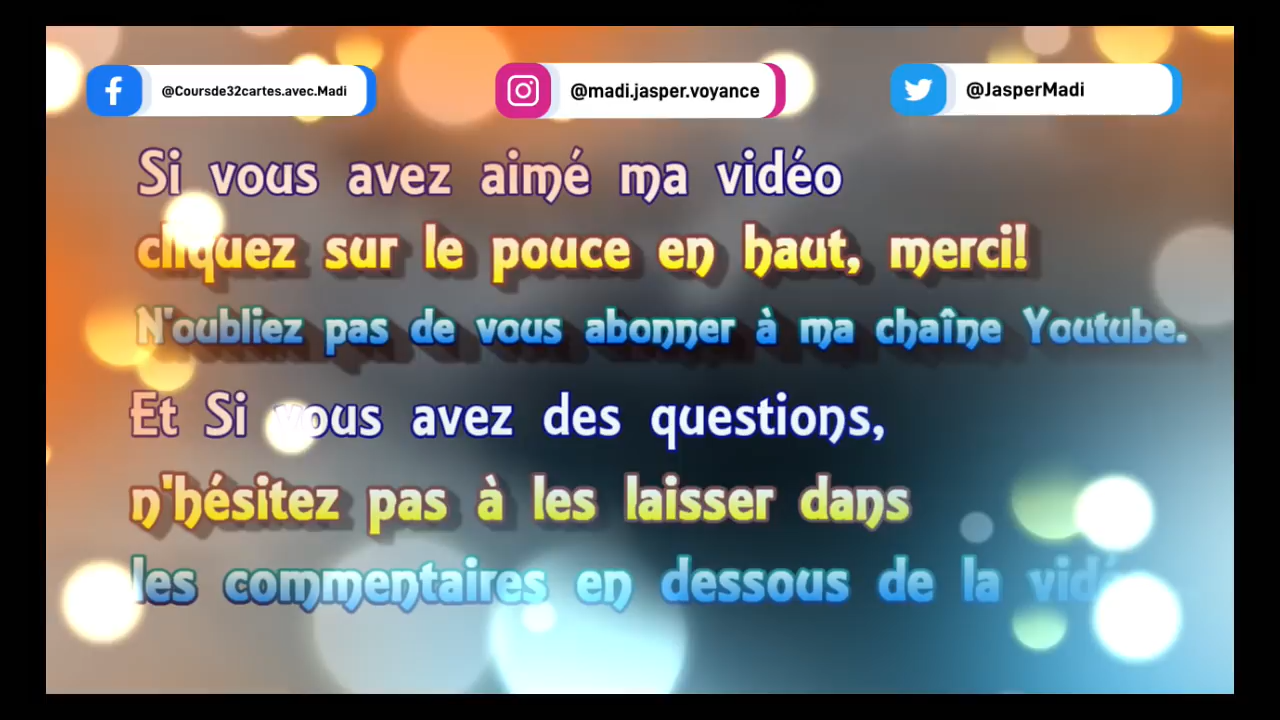 @Coursde32cartes.avec.Madi
@madi.jasper.voyance
@JasperMadi
Si vous avez aimé ma vidéo
cliquez sur le pouce en haut, merci!
N'oubliez pas de vous abonner à ma chaîne Youtube.
Et Si vous avez des questions,
n'hésitez pas à les laisser dans
les commentaires en dessous de la